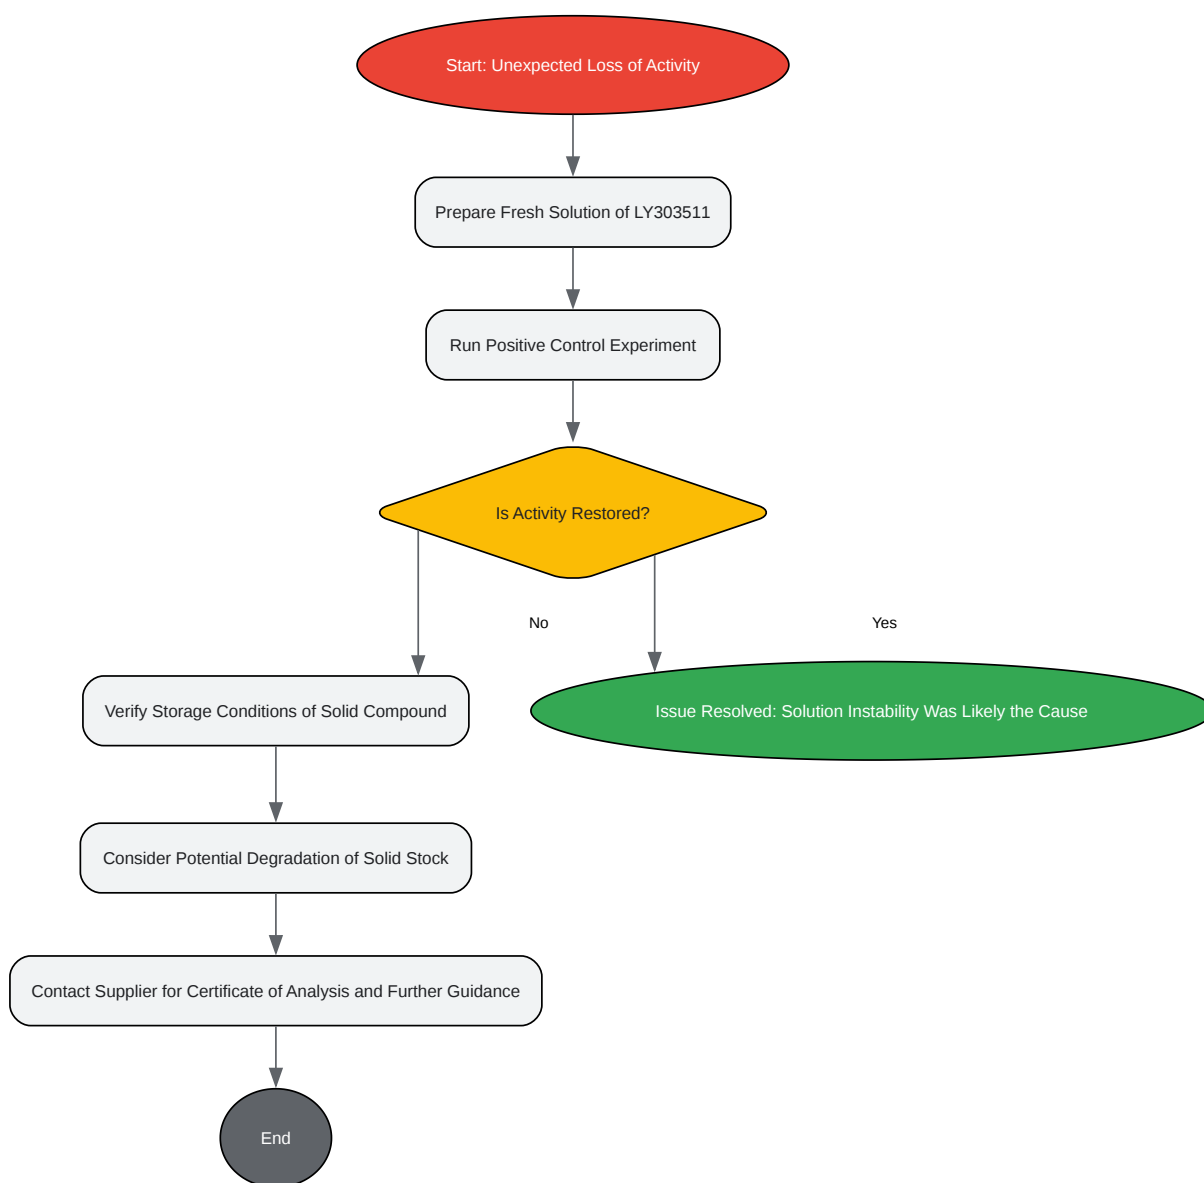 Start: Unexpected Loss of Activity
Prepare Fresh Solution of LY303511
Run Positive Control Experiment
Is Activity Restored?
No
Yes
Verify Storage Conditions of Solid Compound
Issue Resolved: Solution Instability Was Likely the Cause
Consider Potential Degradation of Solid Stock
Contact Supplier for Certificate of Analysis and Further Guidance
End